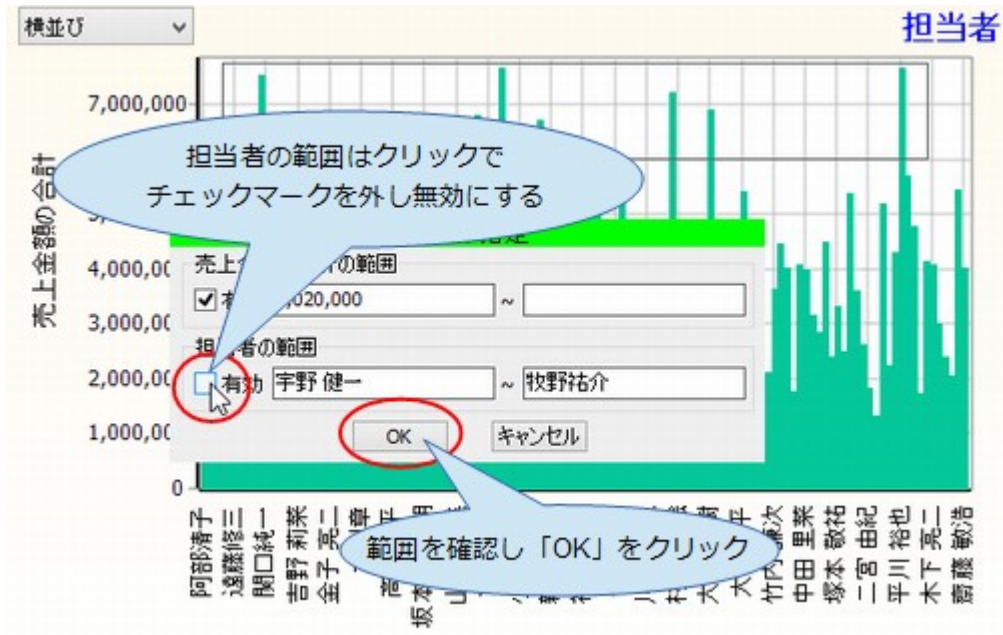 横並び
担当者
売上金額の合計
7,000,000
4,000,00
3,000,00
2,000,00
1,000,00
0
担当者の範囲はクリックで
チェックマークを外し無効にする
の範囲
,020,000
~
担当者の範囲
有効
宇野 健一
~
牧野祐介
OK
キャンセル
範囲を確認し「OK」をクリック
阿部清子
遠藤修三
関口純一
吉野 莉菜
金子 亮二
竹内 謙次
中田 里菜
塚本 敬祐
二宮 由紀
平川 裕也
木下 亮二
齋藤 敏浩